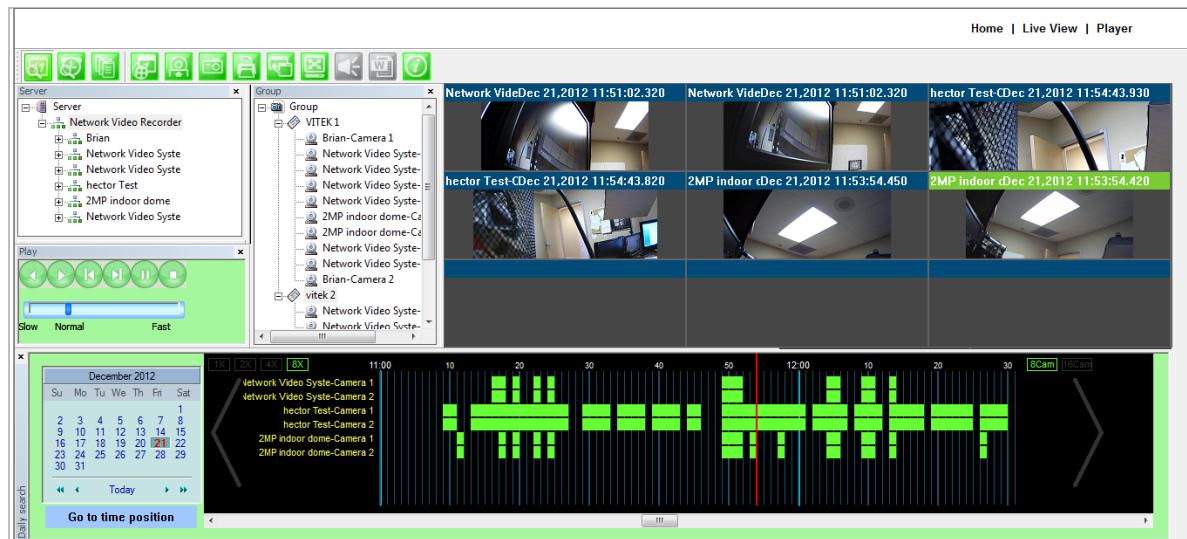 Home | Live View | Player
Server x
Server
Network Video Recorder
Brian
Network Video Syste
Network Video Syste
hector Test
2MP indoor dome
Network Video Syste
Group x
Group
VITEK 1
Brian-Camera 1
Network Video Syste-
Network Video Syste-
Network Video Syste-
Network Video Syste-
2MP indoor dome-Ca
2MP indoor dome-Ca
Network Video Syste-
Network Video Syste-
Brian-Camera 2
vitek 2
Network Video Syste-
Network Video Syste-
Network VideDec 21,2012 11:51:02.320
Network VideDec 21,2012 11:51:02.320
hector Test-CDec 21,2012 11:54:43.930
hector Test-CDec 21,2012 11:54:43.820
2MP indoor cDec 21,2012 11:53:54.450
2MP indoor cDec 21,2012 11:53:54.420
Play x
Slow Normal Fast
December 2012
Su Mo Tu We Th Fri Sat
1
2 3 4 5 6 7 8
9 10 11 12 13 14 15
16 17 18 19 20 21 22
23 24 25 26 27 28 29
30 31
Today
Go to time position
Daily search
1X 2X 4X 8X
11:00 10 20 30 40 50 12:00 10 20 30
8Cam 16Cam
Network Video Syste-Camera 1
Network Video Syste-Camera 2
hector Test-Camera 1
hector Test-Camera 2
2MP indoor dome-Camera 1
2MP indoor dome-Camera 2